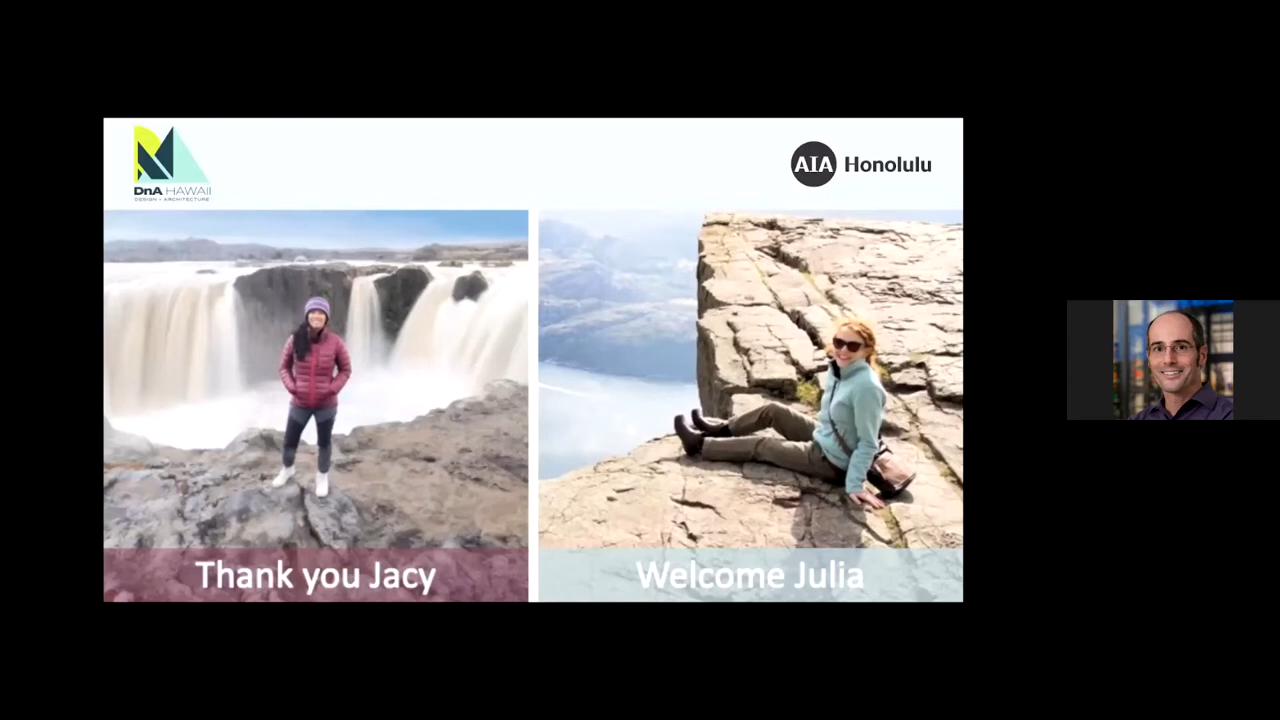 DnA HAWAII
DESIGN + ARCHITECTURE
AIA Honolulu
Thank you Jacy
Welcome Julia